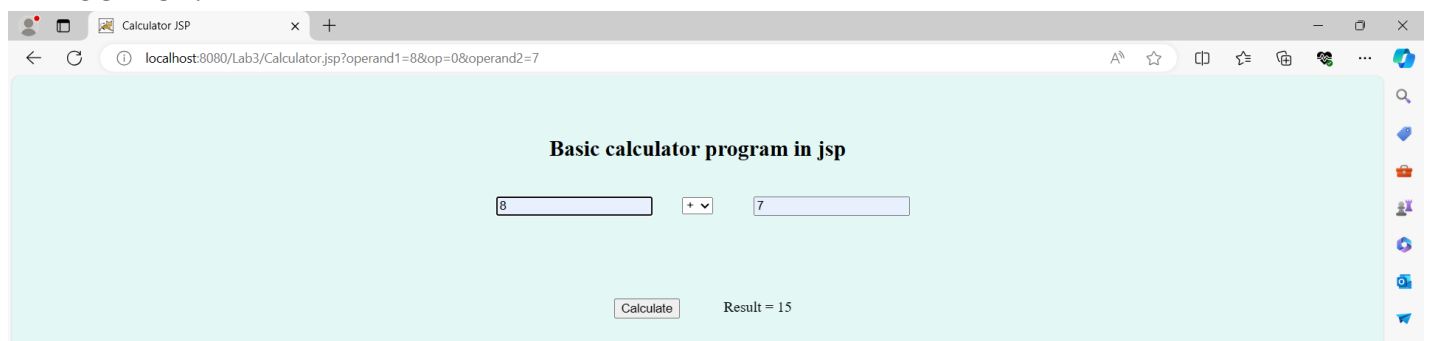 Calculator JSP
localhost:8080/Lab3/Calculator.jsp?operand1=8&op=0&operand2=7
Basic calculator program in jsp
8 + 7
Calculate Result = 15